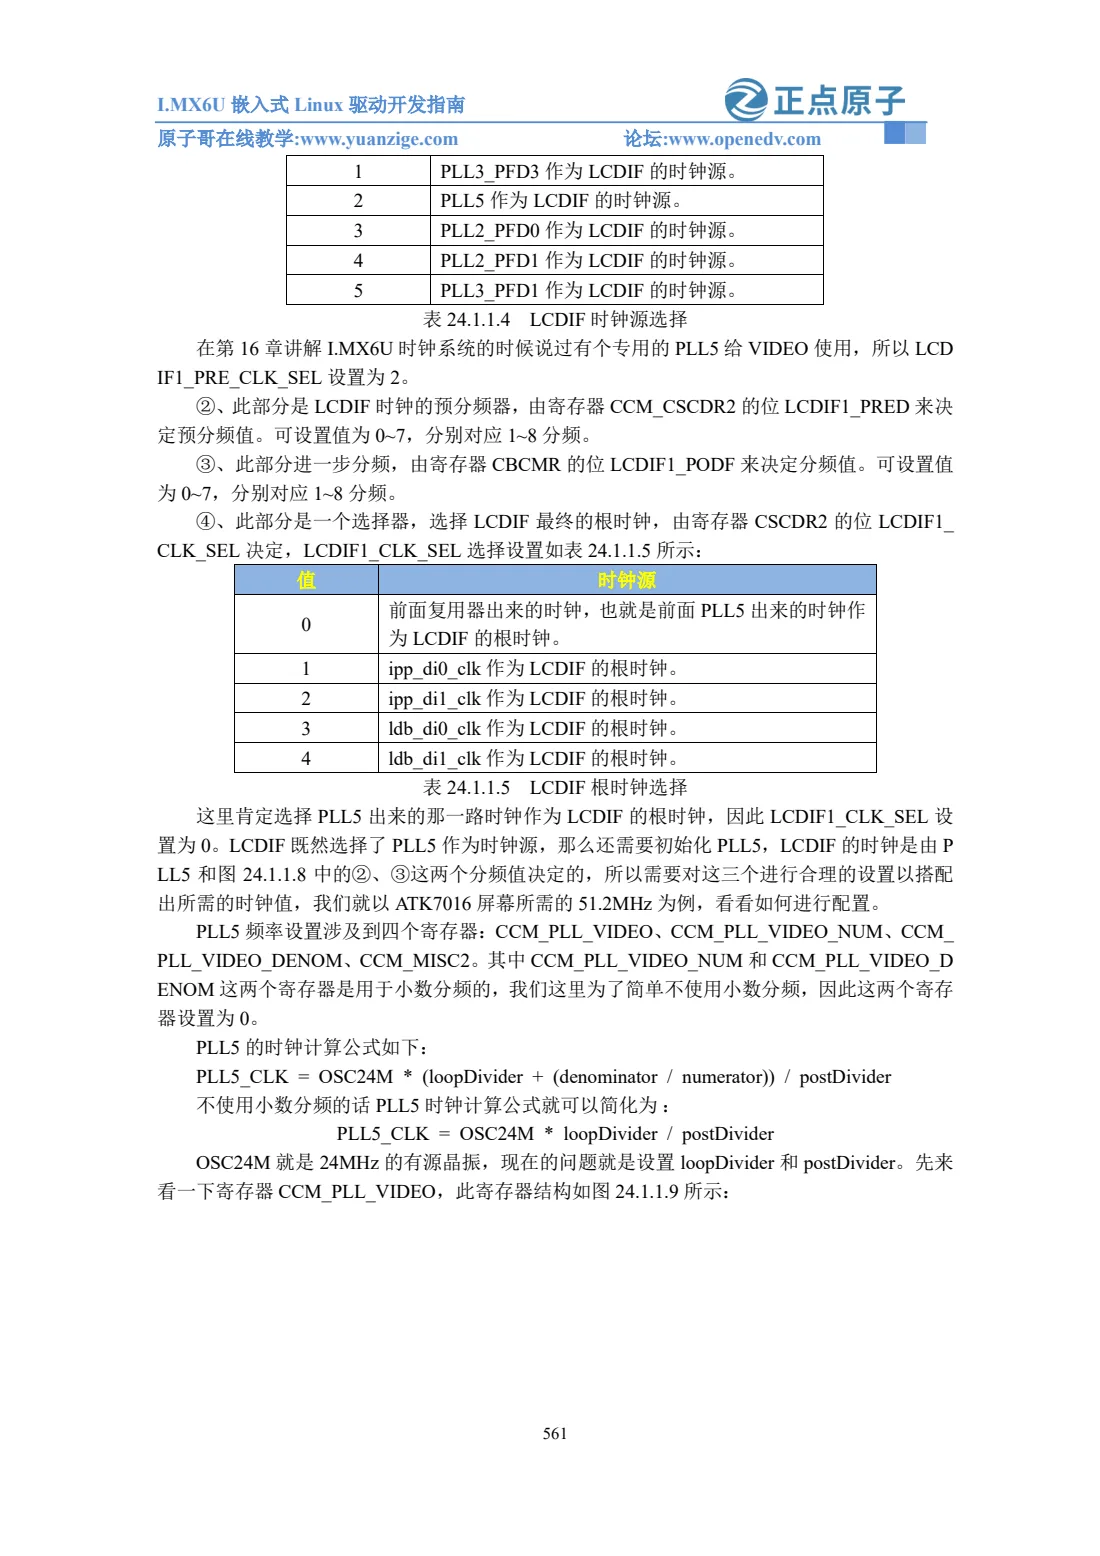 I.MX6U 嵌入式 Linux 驱动开发指南
正点原子
原子哥在线教学:www.yuanzige.com 论坛:www.openedv.com
1 PLL3_PFD3 作为 LCDIF 的时钟源。
2 PLL5 作为 LCDIF 的时钟源。
3 PLL2_PFD0 作为 LCDIF 的时钟源。
4 PLL2_PFD1 作为 LCDIF 的时钟源。
5 PLL3_PFD1 作为 LCDIF 的时钟源。
表 24.1.1.4 LCDIF 时钟源选择
在第 16 章讲解 I.MX6U 时钟系统的时候说过有个专用的 PLL5 给 VIDEO 使用，所以 LCD
IF1_PRE_CLK_SEL 设置为 2。
②、此部分是 LCDIF 时钟的预分频器，由寄存器 CCM_CSCDR2 的位 LCDIF1_PRED 来决
定预分频值。可设置值为 0~7，分别对应 1~8 分频。
③、此部分进一步分频，由寄存器 CBCMR 的位 LCDIF1_PODF 来决定分频值。可设置值
为 0~7，分别对应 1~8 分频。
④、此部分是一个选择器，选择 LCDIF 最终的根时钟，由寄存器 CSCDR2 的位 LCDIF1_
CLK_SEL 决定，LCDIF1_CLK_SEL 选择设置如表 24.1.1.5 所示：
值 时钟源
0 前面复用器出来的时钟，也就是前面 PLL5 出来的时钟作
为 LCDIF 的根时钟。
1 ipp_di0_clk 作为 LCDIF 的根时钟。
2 ipp_di1_clk 作为 LCDIF 的根时钟。
3 ldb_di0_clk 作为 LCDIF 的根时钟。
4 ldb_di1_clk 作为 LCDIF 的根时钟。
表 24.1.1.5 LCDIF 根时钟选择
这里肯定选择 PLL5 出来的那一路时钟作为 LCDIF 的根时钟，因此 LCDIF1_CLK_SEL 设
置为 0。LCDIF 既然选择了 PLL5 作为时钟源，那么还需要初始化 PLL5，LCDIF 的时钟是由 P
LL5 和图 24.1.1.8 中的②、③这两个分频值决定的，所以需要对这三个进行合理的设置以搭配
出所需的时钟值，我们就以 ATK7016 屏幕所需的 51.2MHz 为例，看看如何进行配置。
PLL5 频率设置涉及到四个寄存器：CCM_PLL_VIDEO、CCM_PLL_VIDEO_NUM、CCM_
PLL_VIDEO_DENOM、CCM_MISC2。其中 CCM_PLL_VIDEO_NUM 和 CCM_PLL_VIDEO_D
ENOM 这两个寄存器是用于小数分频的，我们这里为了简单不使用小数分频，因此这两个寄存
器设置为 0。
PLL5 的时钟计算公式如下：
PLL5_CLK = OSC24M * (loopDivider + (denominator / numerator)) / postDivider
不使用小数分频的话 PLL5 时钟计算公式就可以简化为：
PLL5_CLK = OSC24M * loopDivider / postDivider
OSC24M 就是 24MHz 的有源晶振，现在的问题就是设置 loopDivider 和 postDivider。先来
看一下寄存器 CCM_PLL_VIDEO，此寄存器结构如图 24.1.1.9 所示：
561